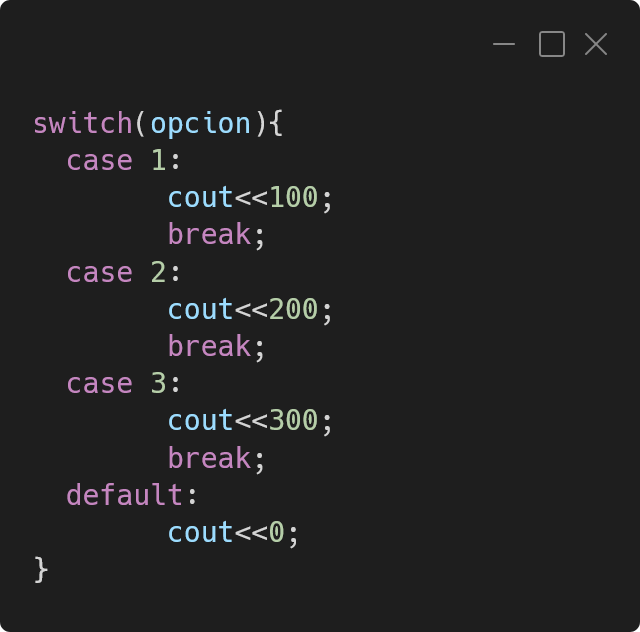 switch(opcion){
  case 1:
        cout<<100;
        break;
  case 2:
        cout<<200;
        break;
  case 3:
        cout<<300;
        break;
  default:
        cout<<0;
}